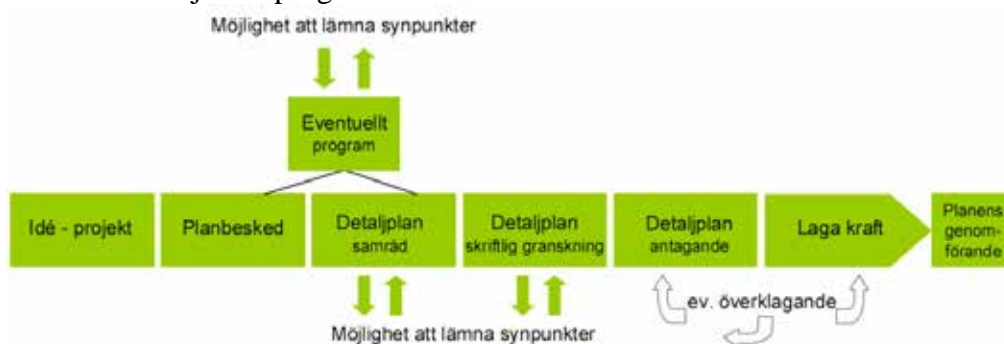 Möjlighet att lämna synpunkter
Eventuellt
program
Idé - projekt
Planbesked
Detaljplan
samråd
Detaljplan
skriftlig granskning
Detaljplan
antagande
Laga kraft
Planens
genom-
förande
ev. överklagande
Möjlighet att lämna synpunkter